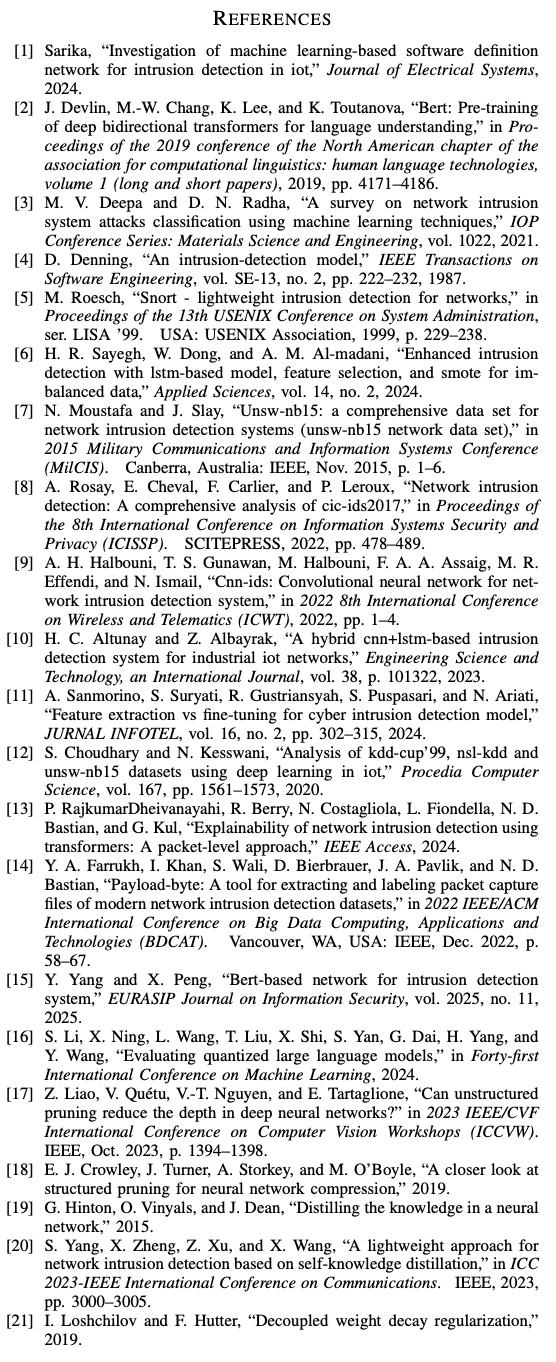 REFERENCES
[1] Sarika, “Investigation of machine learning-based software definition
network for intrusion detection in iot,” Journal of Electrical Systems,
2024.
[2] J. Devlin, M.-W. Chang, K. Lee, and K. Toutanova, “Bert: Pre-training
of deep bidirectional transformers for language understanding,” in Pro-
ceedings of the 2019 conference of the North American chapter of the
association for computational linguistics: human language technologies,
volume 1 (long and short papers), 2019, pp. 4171–4186.
[3] M. V. Deepa and D. N. Radha, “A survey on network intrusion
system attacks classification using machine learning techniques,” IOP
Conference Series: Materials Science and Engineering, vol. 1022, 2021.
[4] D. Denning, “An intrusion-detection model,” IEEE Transactions on
Software Engineering, vol. SE-13, no. 2, pp. 222–232, 1987.
[5] M. Roesch, “Snort - lightweight intrusion detection for networks,” in
Proceedings of the 13th USENIX Conference on System Administration,
ser. LISA ’99. USA: USENIX Association, 1999, p. 229–238.
[6] H. R. Sayegh, W. Dong, and A. M. Al-madani, “Enhanced intrusion
detection with lstm-based model, feature selection, and smote for im-
balanced data,” Applied Sciences, vol. 14, no. 2, 2024.
[7] N. Moustafa and J. Slay, “Unsw-nb15: a comprehensive data set for
network intrusion detection systems (unsw-nb15 network data set),” in
2015 Military Communications and Information Systems Conference
(MilCIS). Canberra, Australia: IEEE, Nov. 2015, p. 1–6.
[8] A. Rosay, E. Cheval, F. Carlier, and P. Leroux, “Network intrusion
detection: A comprehensive analysis of cic-ids2017,” in Proceedings of
the 8th International Conference on Information Systems Security and
Privacy (ICISSP). SCITEPRESS, 2022, pp. 478–489.
[9] A. H. Halbouni, T. S. Gunawan, M. Halbouni, F. A. A. Assaig, M. R.
Effendi, and N. Ismail, “Cnn-ids: Convolutional neural network for net-
work intrusion detection system,” in 2022 8th International Conference
on Wireless and Telematics (ICWT), 2022, pp. 1–4.
[10] H. C. Altunay and Z. Albayrak, “A hybrid cnn+lstm-based intrusion
detection system for industrial iot networks,” Engineering Science and
Technology, an International Journal, vol. 38, p. 101322, 2023.
[11] A. Sanmorino, S. Suryati, R. Gustriansyah, S. Puspasari, and N. Ariati,
“Feature extraction vs fine-tuning for cyber intrusion detection model,”
JURNAL INFOTEL, vol. 16, no. 2, pp. 302–315, 2024.
[12] S. Choudhary and N. Kesswani, “Analysis of kdd-cup’99, nsl-kdd and
unsw-nb15 datasets using deep learning in iot,” Procedia Computer
Science, vol. 167, pp. 1561–1573, 2020.
[13] P. RajkumarDheivanayahi, R. Berry, N. Costagliola, L. Fiondella, N. D.
Bastian, and G. Kul, “Explainability of network intrusion detection using
transformers: A packet-level approach,” IEEE Access, 2024.
[14] Y. A. Farrukh, I. Khan, S. Wali, D. Bierbrauer, J. A. Pavlik, and N. D.
Bastian, “Payload-byte: A tool for extracting and labeling packet capture
files of modern network intrusion detection datasets,” in 2022 IEEE/ACM
International Conference on Big Data Computing, Applications and
Technologies (BDCAT). Vancouver, WA, USA: IEEE, Dec. 2022, p.
58–67.
[15] Y. Yang and X. Peng, “Bert-based network for intrusion detection
system,” EURASIP Journal on Information Security, vol. 2025, no. 11,
2025.
[16] S. Li, X. Ning, L. Wang, T. Liu, X. Shi, S. Yan, G. Dai, H. Yang, and
Y. Wang, “Evaluating quantized large language models,” in Forty-first
International Conference on Machine Learning, 2024.
[17] Z. Liao, V. Quétu, V.-T. Nguyen, and E. Tartaglione, “Can unstructured
pruning reduce the depth in deep neural networks?” in 2023 IEEE/CVF
International Conference on Computer Vision Workshops (ICCVW).
IEEE, Oct. 2023, p. 1394–1398.
[18] E. J. Crowley, J. Turner, A. Storkey, and M. O’Boyle, “A closer look at
structured pruning for neural network compression,” 2019.
[19] G. Hinton, O. Vinyals, and J. Dean, “Distilling the knowledge in a neural
network,” 2015.
[20] S. Yang, X. Zheng, Z. Xu, and X. Wang, “A lightweight approach for
network intrusion detection based on self-knowledge distillation,” in ICC
2023-IEEE International Conference on Communications. IEEE, 2023,
pp. 3000–3005.
[21] I. Loshchilov and F. Hutter, “Decoupled weight decay regularization,”
2019.